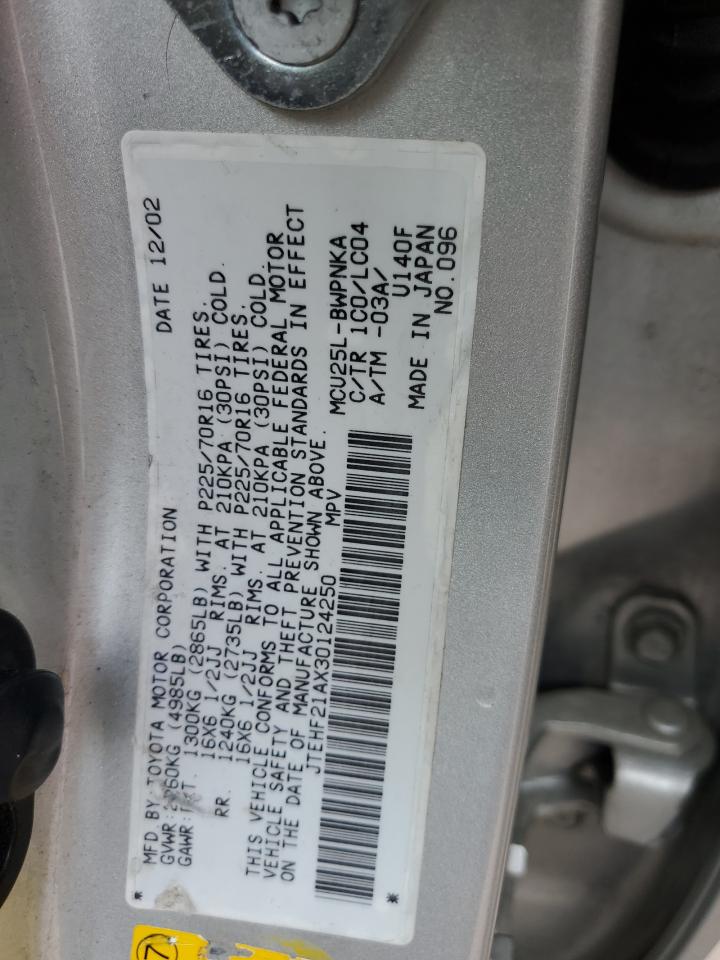 DATE 12/02
MFD BY: TOYOTA MOTOR CORPORATION
GVWR: 60KG (4985LB)
GAWR: T. 1300KG (2865LB) WITH P225/70R16 TIRES.
16X6 1/2JJ RIMS. AT 210KPA (30PSI) COLD.
RR. 1240KG (2735LB) WITH P225/70R16 TIRES.
16X6 1/2JJ RIMS. AT 210KPA (30PSI) COLD.
THIS VEHICLE CONFORMS TO ALL APPLICABLE FEDERAL MOTOR
VEHICLE SAFETY AND THEFT PREVENTION STANDARDS IN EFFECT
ON THE DATE OF MANUFACTURE SHOWN ABOVE.
JTEHF21AX30124250 MPV
MCU25L-BWPNKA
C/TR 1C0/LC04
A/TM -03A/
U140F
MADE IN JAPAN
NO.096
* *
7